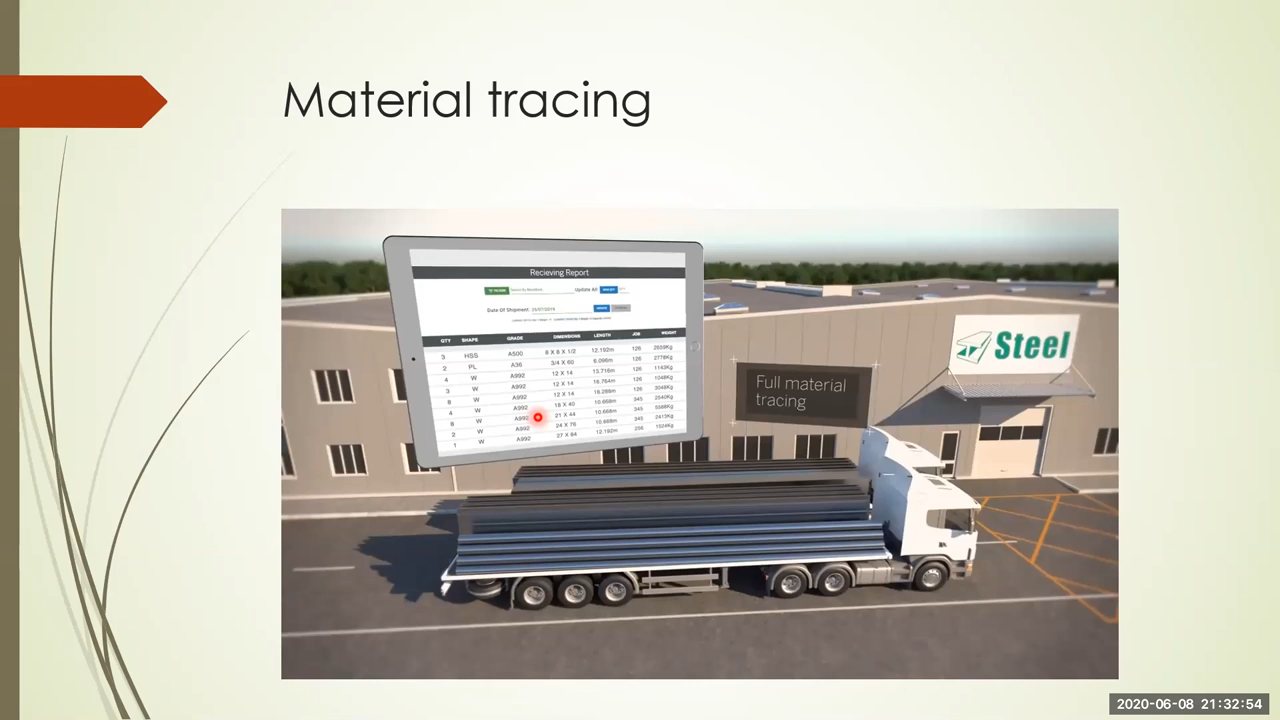 Material tracing
Recieving Report
Update All
Date Of Shipment: 25/07/2019
QTY SHAPE GRADE DIMENSIONS LENGTH JOB WEIGHT
3 HSS A500 8 X 8 X 1/2 12.192m 126 2659Kg
2 PL A36 3/4 X 60 6.096m 126 2778Kg
4 W A992 12 X 14 13.716m 126 1143Kg
3 W A992 12 X 14 16.764m 126 1048Kg
8 W A992 12 X 14 18.288m 126
4 W A992 18 X 40 10.668m 345 2540Kg
8 W A992 21 X 44 10.668m 345
2 W A992 24 X 76 10.668m 345 2413Kg
1 W A992 27 X 84 12.192m 256 1524Kg
Full material
tracing
Steel
2020-06-08 21:32:54